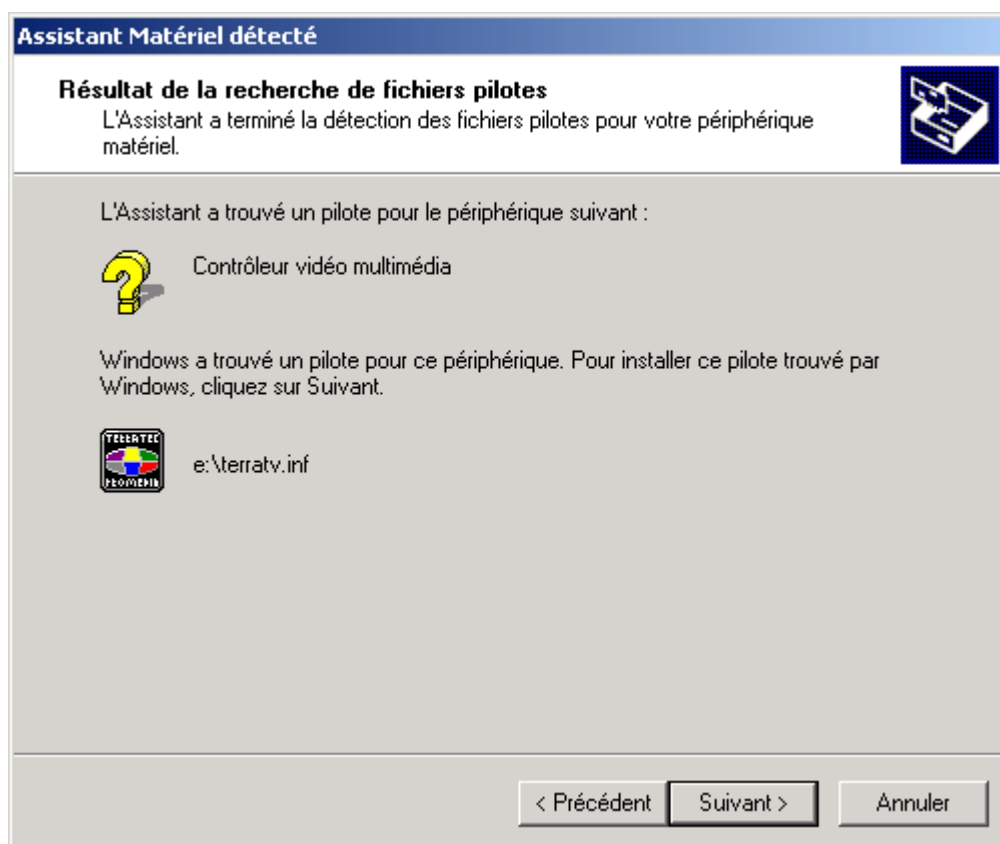 Assistant Matériel détecté
Résultat de la recherche de fichiers pilotes
L'Assistant a terminé la détection des fichiers pilotes pour votre périphérique
matériel.
L'Assistant a trouvé un pilote pour le périphérique suivant :
Contrôleur vidéo multimédia
Windows a trouvé un pilote pour ce périphérique. Pour installer ce pilote trouvé par
Windows, cliquez sur Suivant.
TERRATEC
PROMEDIA
e:\terratv.inf
< Précédent
Suivant >
Annuler